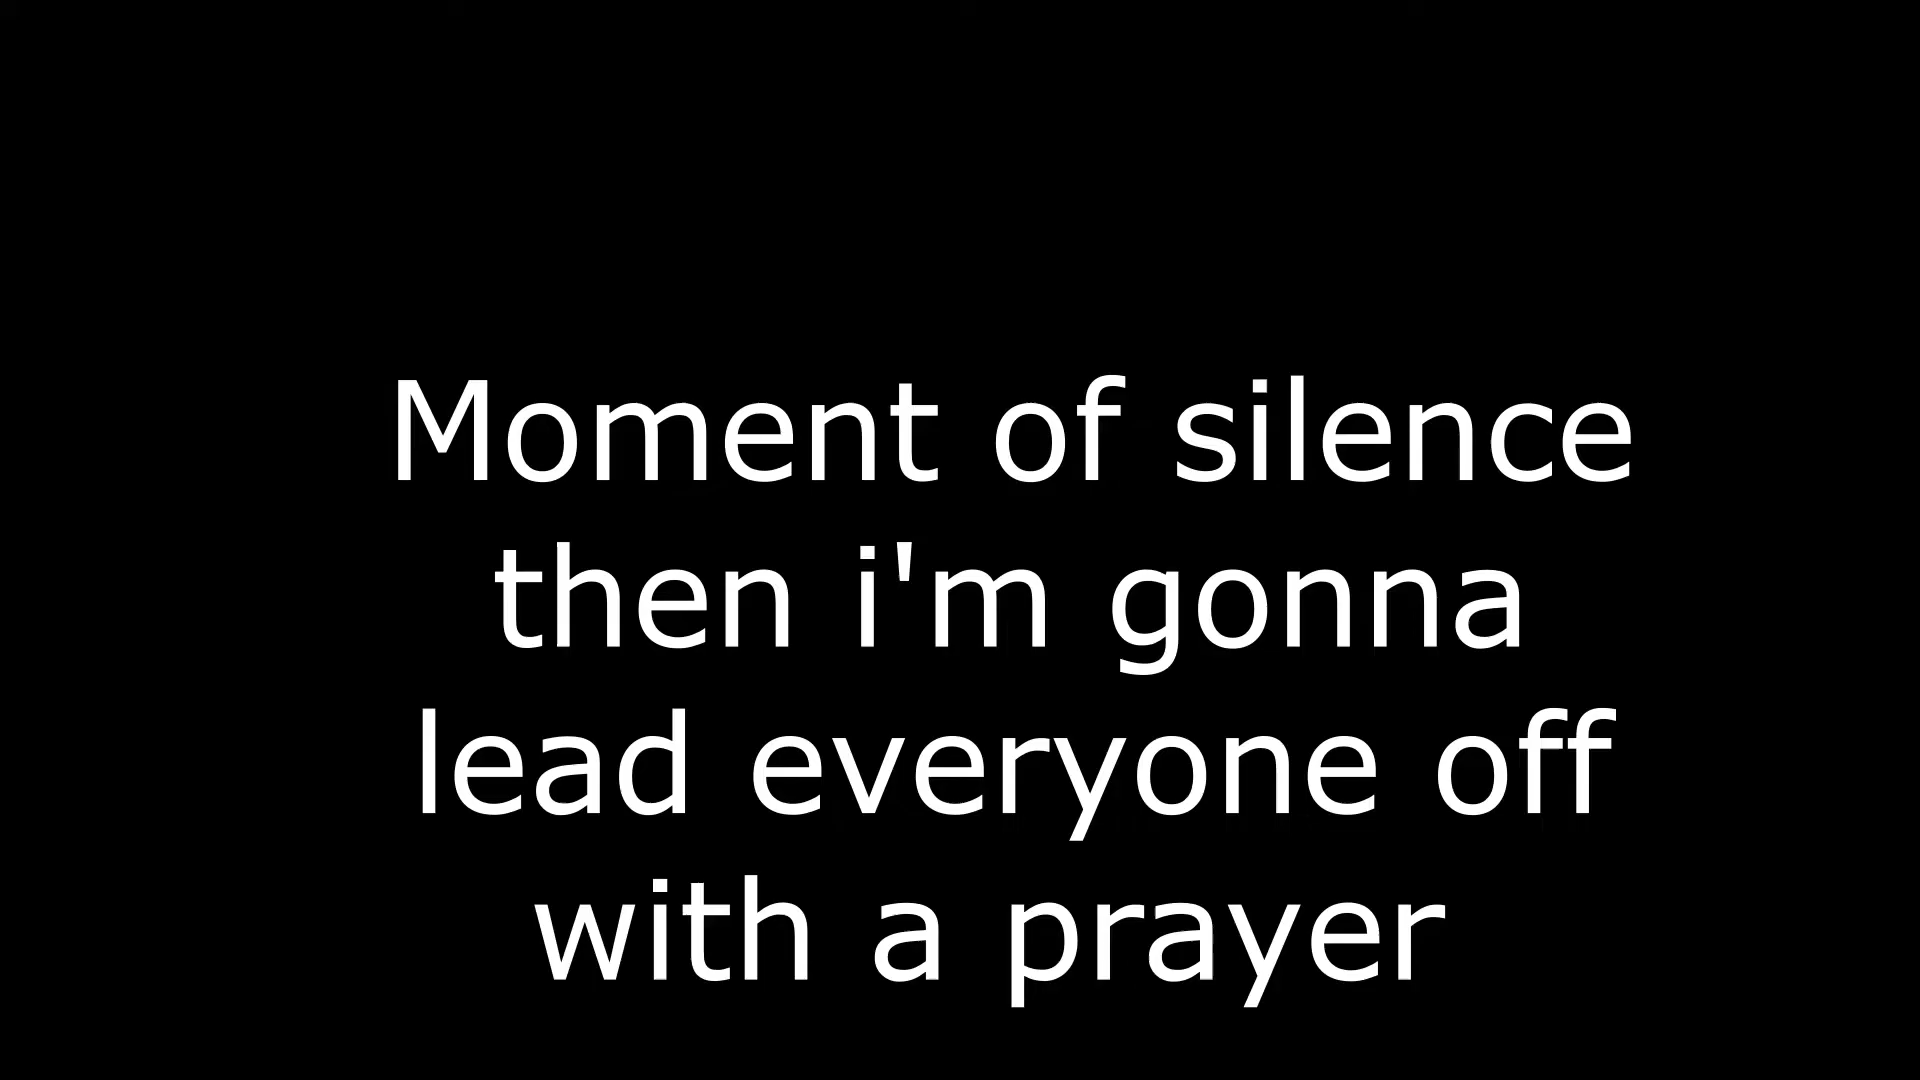 Moment of silence
then i'm gonna
lead everyone off
with a prayer